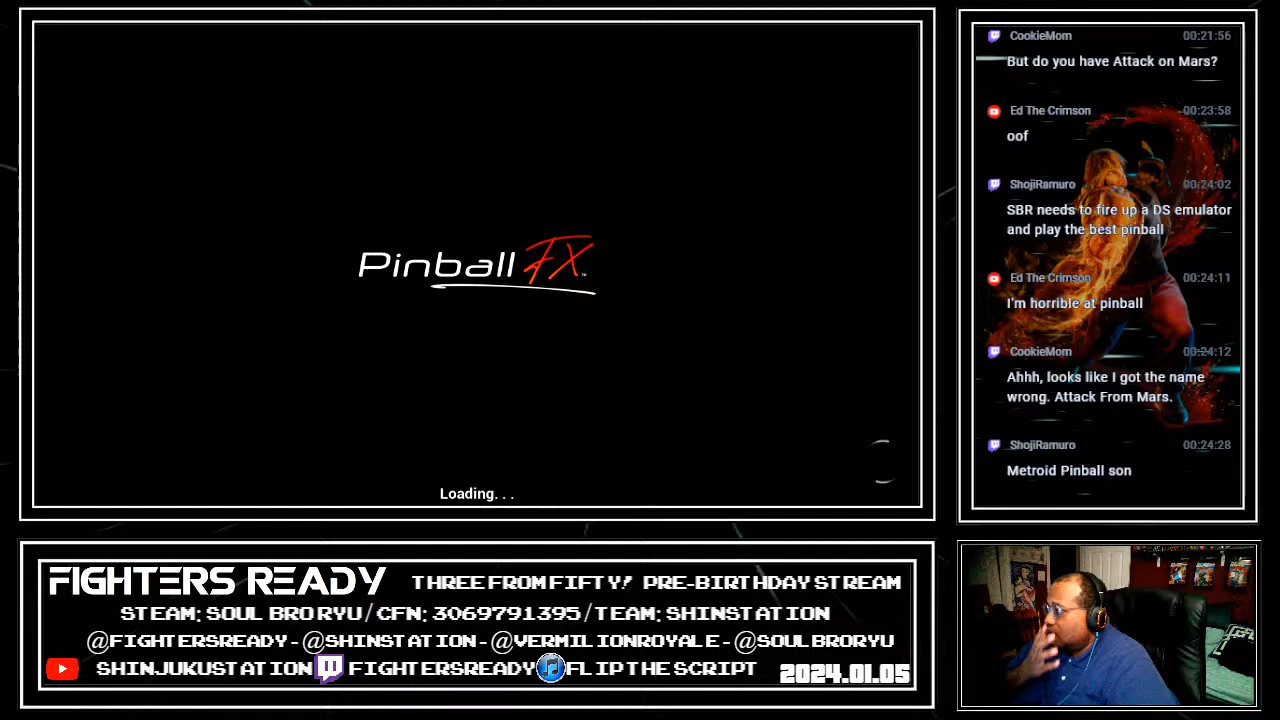 Pinball FX
Loading. . .
CookieMom 00:21:56
But do you have Attack on Mars?
Ed The Crimson 00:23:58
oof
ShojiRamuro 00:24:02
SBR needs to fire up a DS emulator
and play the best pinball
Ed The Crimson 00:24:11
I'm horrible at pinball
CookieMom 00:24:12
Ahhh, looks like I got the name
wrong. Attack From Mars.
ShojiRamuro 00:24:28
Metroid Pinball son
FIGHTERS READY THREE FROM FIFTY! PRE-BIRTHDAY STREAM
STEAM: SOUL BRO RYU / CFN: 3069791395 / TEAM: SHINSTATION
@FIGHTERSREADY - @SHINSTATION - @VERMILIONROYALE - @SOULBRORYU
SHINJUKUSTATION FIGHTERSREADY FLIP THE SCRIPT 2024.01.05